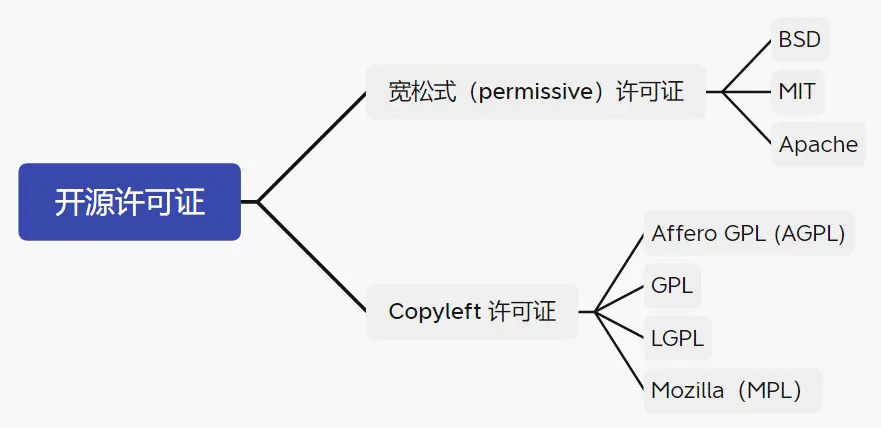 开源许可证
宽松式（permissive）许可证
BSD
MIT
Apache
Copyleft 许可证
Affero GPL (AGPL)
GPL
LGPL
Mozilla（MPL）